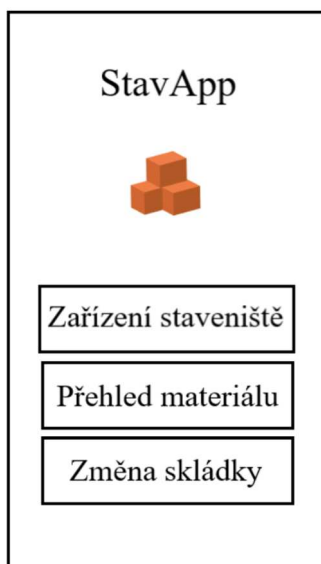 StavApp
Zařízení staveniště
Přehled materiálu
Změna skládky